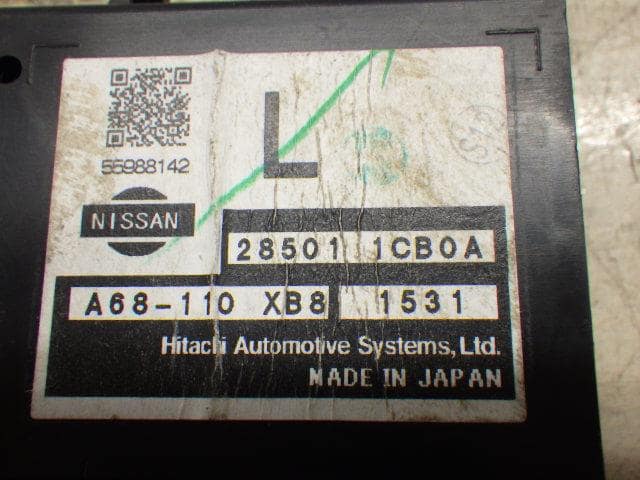 L
55988142
NISSAN
28501 1CB0A
A68-110 XB8 1531
Hitachi Automotive Systems, Ltd.
MADE IN JAPAN